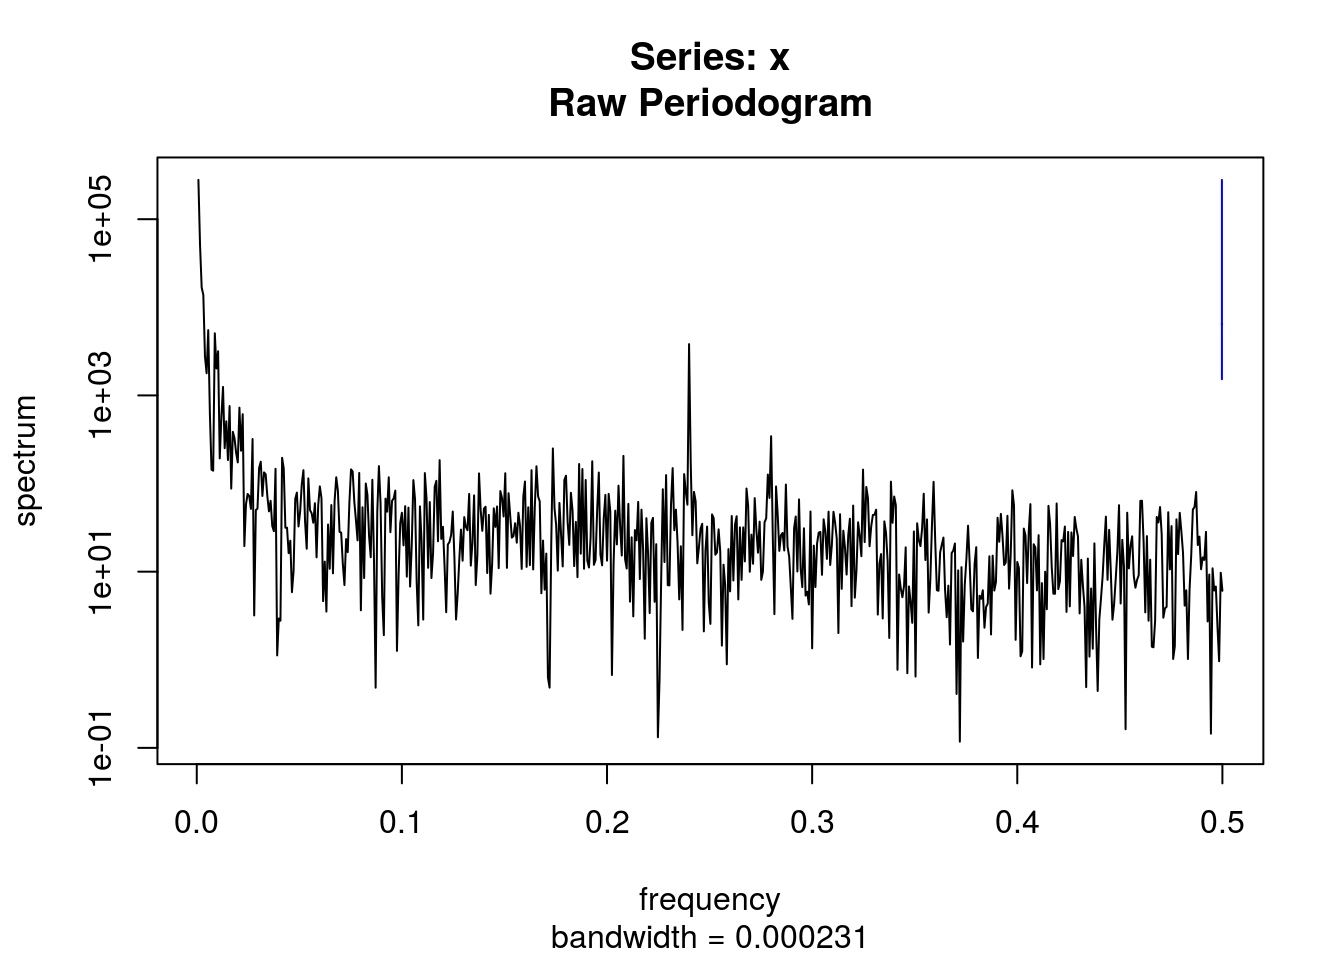 Series: x
Raw Periodogram
1e+05
1e+03
1e+01
1e-01
spectrum
0.0 0.1 0.2 0.3 0.4 0.5
frequency
bandwidth = 0.000231